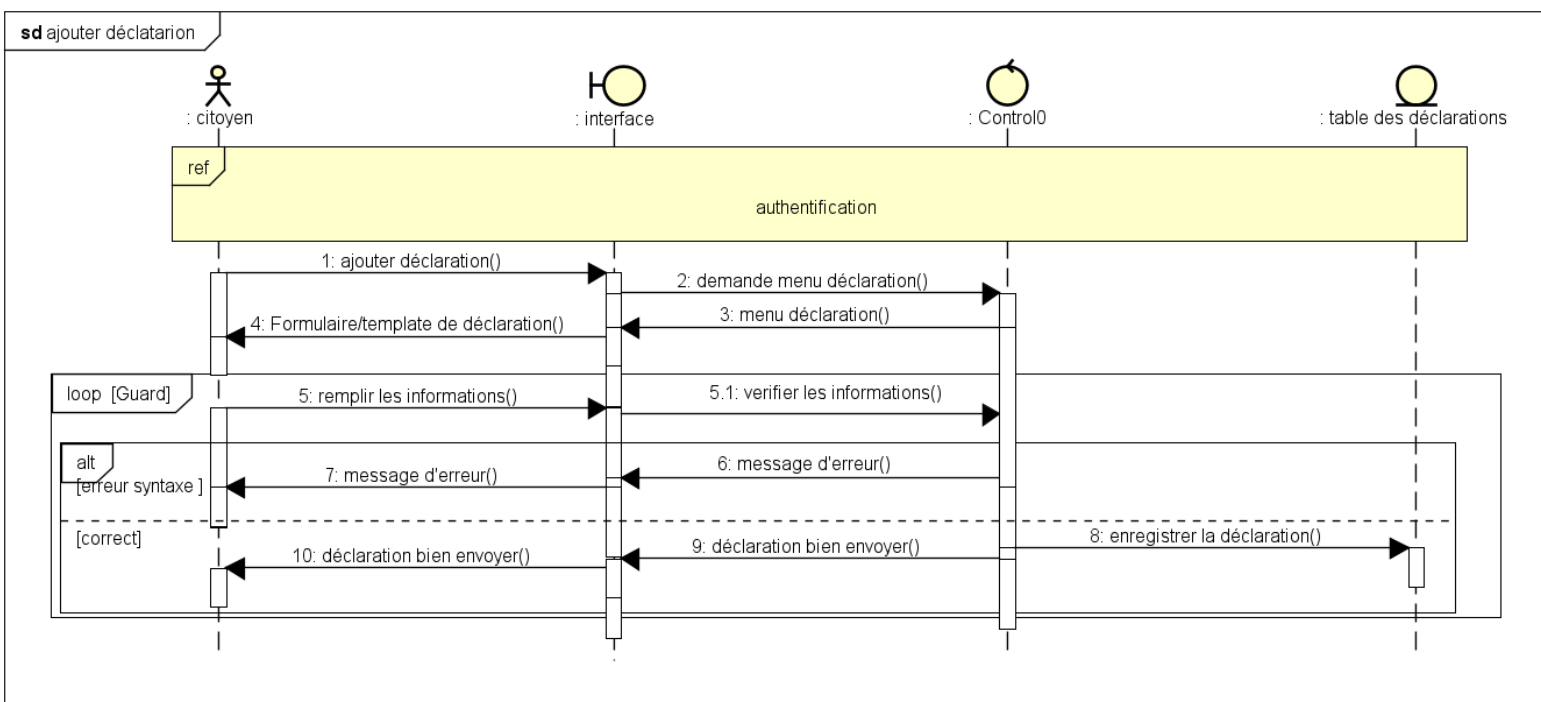 sd ajouter déclatarion
: citoyen
: interface
: Control0
: table des déclarations
ref
authentification
1: ajouter déclaration()
2: demande menu déclaration()
3: menu déclaration()
4: Formulaire/template de déclaration()
loop [Guard]
5: remplir les informations()
5.1: verifier les informations()
alt
[erreur syntaxe ]
6: message d'erreur()
7: message d'erreur()
[correct]
8: enregistrer la déclaration()
9: déclaration bien envoyer()
10: déclaration bien envoyer()